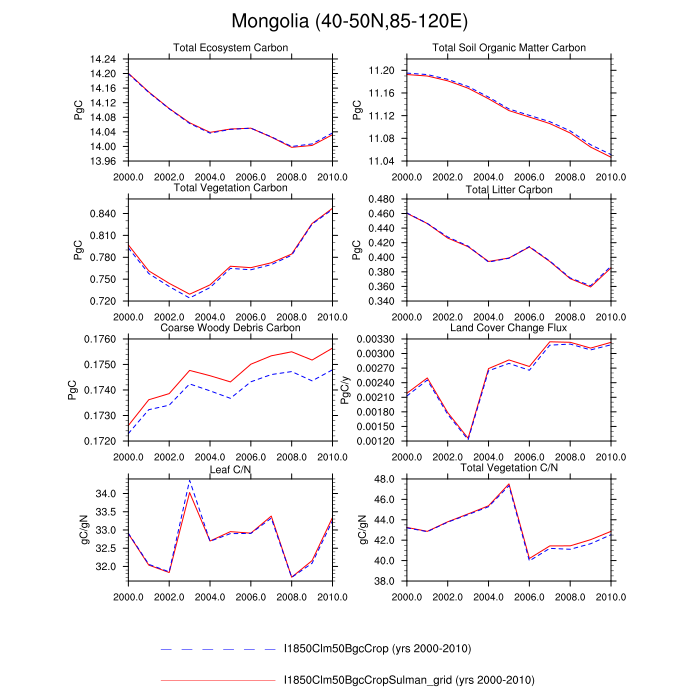 Mongolia (40-50N,85-120E)
Total Ecosystem Carbon
PgC
14.24
14.20
14.16
14.12
14.08
14.04
14.00
13.96
2000.0 2002.0 2004.0 2006.0 2008.0 2010.0
Total Soil Organic Matter Carbon
PgC
11.20
11.16
11.12
11.08
11.04
2000.0 2002.0 2004.0 2006.0 2008.0 2010.0
Total Vegetation Carbon
PgC
0.840
0.810
0.780
0.750
0.720
2000.0 2002.0 2004.0 2006.0 2008.0 2010.0
Total Litter Carbon
PgC
0.480
0.460
0.440
0.420
0.400
0.380
0.360
0.340
2000.0 2002.0 2004.0 2006.0 2008.0 2010.0
Coarse Woody Debris Carbon
PgC
0.1760
0.1750
0.1740
0.1730
0.1720
2000.0 2002.0 2004.0 2006.0 2008.0 2010.0
Land Cover Change Flux
PgC/y
0.00330
0.00300
0.00270
0.00240
0.00210
0.00180
0.00150
0.00120
2000.0 2002.0 2004.0 2006.0 2008.0 2010.0
Leaf C/N
gC/gN
34.0
33.5
33.0
32.5
32.0
2000.0 2002.0 2004.0 2006.0 2008.0 2010.0
Total Vegetation C/N
gC/gN
48.0
46.0
44.0
42.0
40.0
38.0
2000.0 2002.0 2004.0 2006.0 2008.0 2010.0
I1850Clm50BgcCrop (yrs 2000-2010)
I1850Clm50BgcCropSulman_grid (yrs 2000-2010)